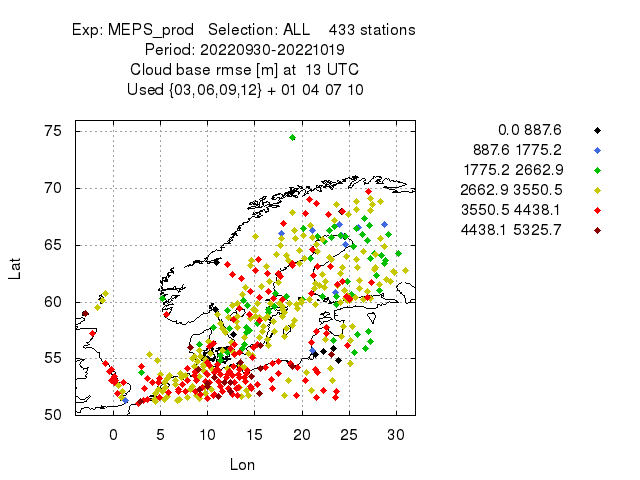 Exp: MEPS_prod   Selection: ALL    433 stations
Period: 20220930-20221019
Cloud base rmse [m] at  13 UTC
Used {03,06,09,12} + 01 04 07 10
0.0 887.6
887.6 1775.2
1775.2 2662.9
2662.9 3550.5
3550.5 4438.1
4438.1 5325.7
75
70
65
60
55
50
Lat
0 5 10 15 20 25 30
Lon